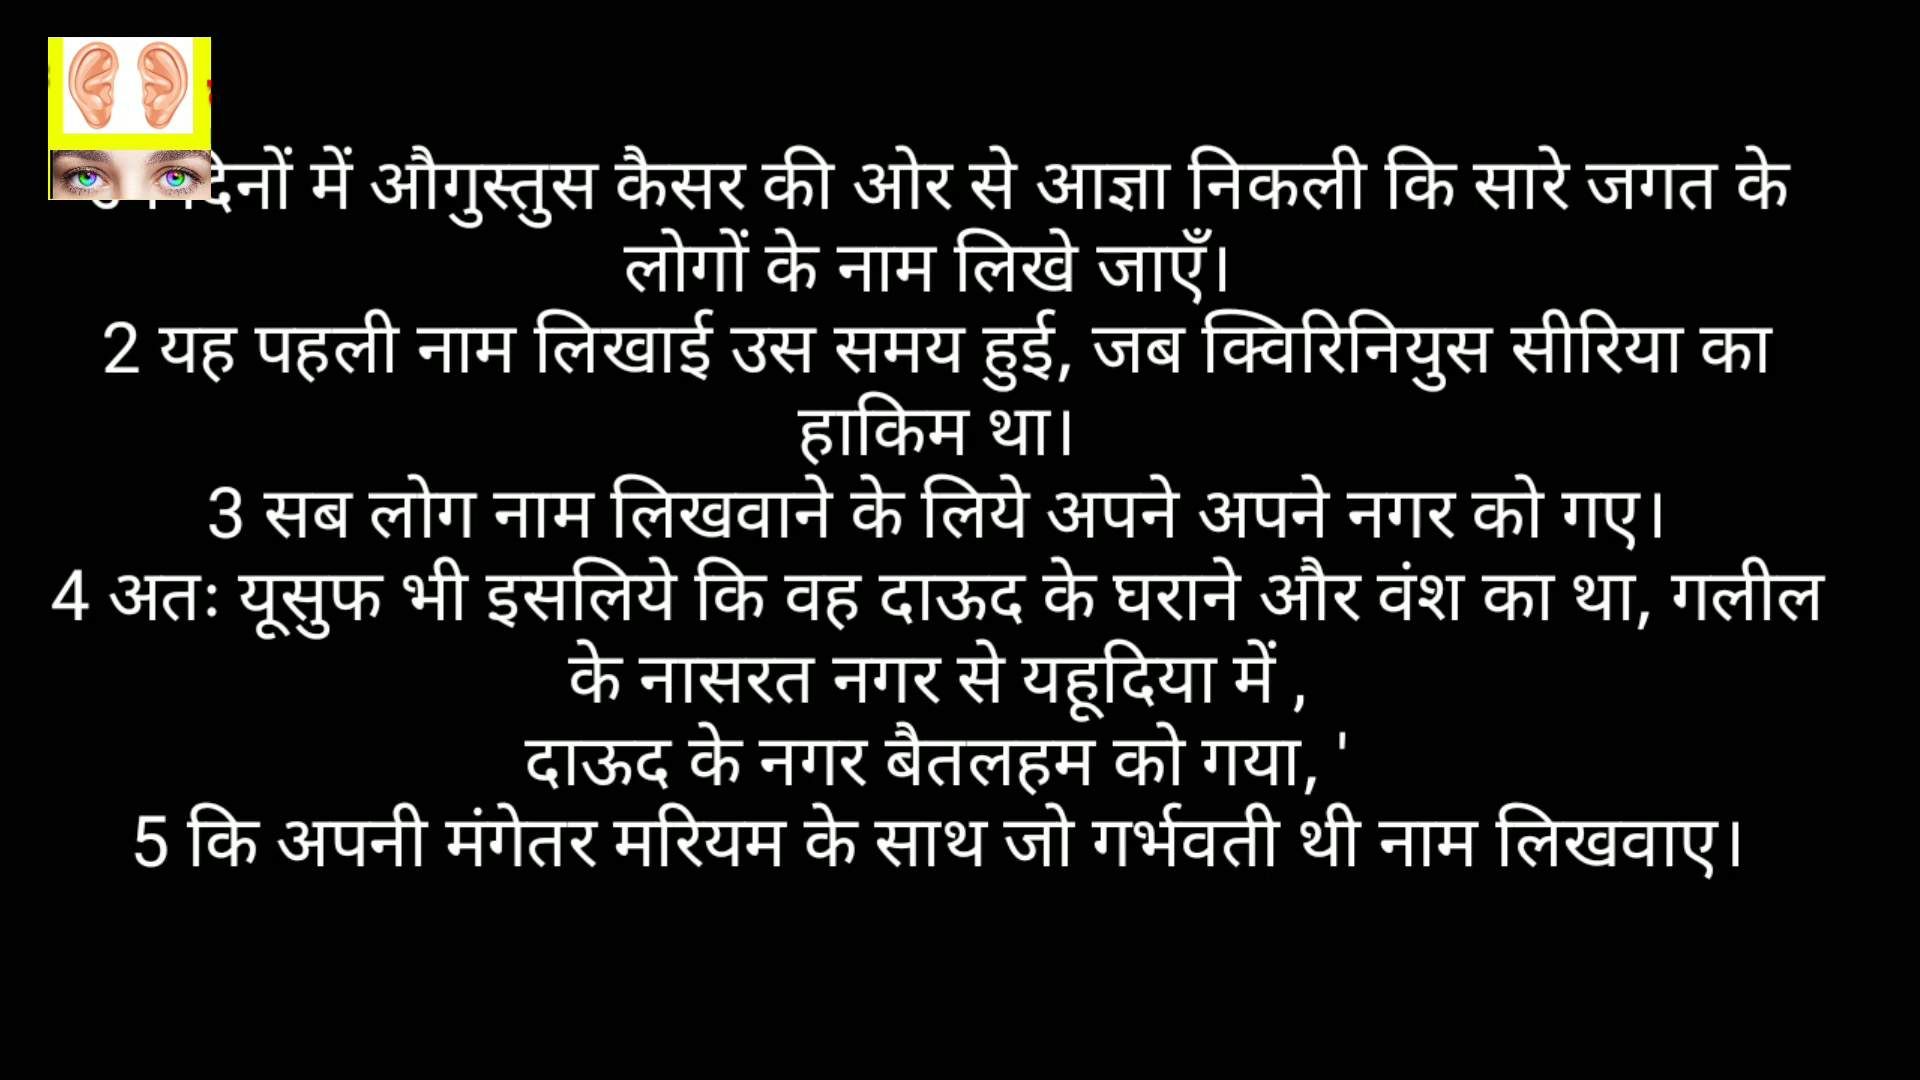 दिनों में औगुस्तुस कैसर की ओर से आज्ञा निकली कि सारे जगत के
लोगों के नाम लिखे जाएँ।
2 यह पहली नाम लिखाई उस समय हुई, जब क्विरिनियुस सीरिया का
हाकिम था।
3 सब लोग नाम लिखवाने के लिये अपने अपने नगर को गए।
4 अतः यूसुफ भी इसलिये कि वह दाऊद के घराने और वंश का था, गलील
के नासरत नगर से यहूदिया में ,
दाऊद के नगर बैतलहम को गया, '
5 कि अपनी मंगेतर मरियम के साथ जो गर्भवती थी नाम लिखवाए।